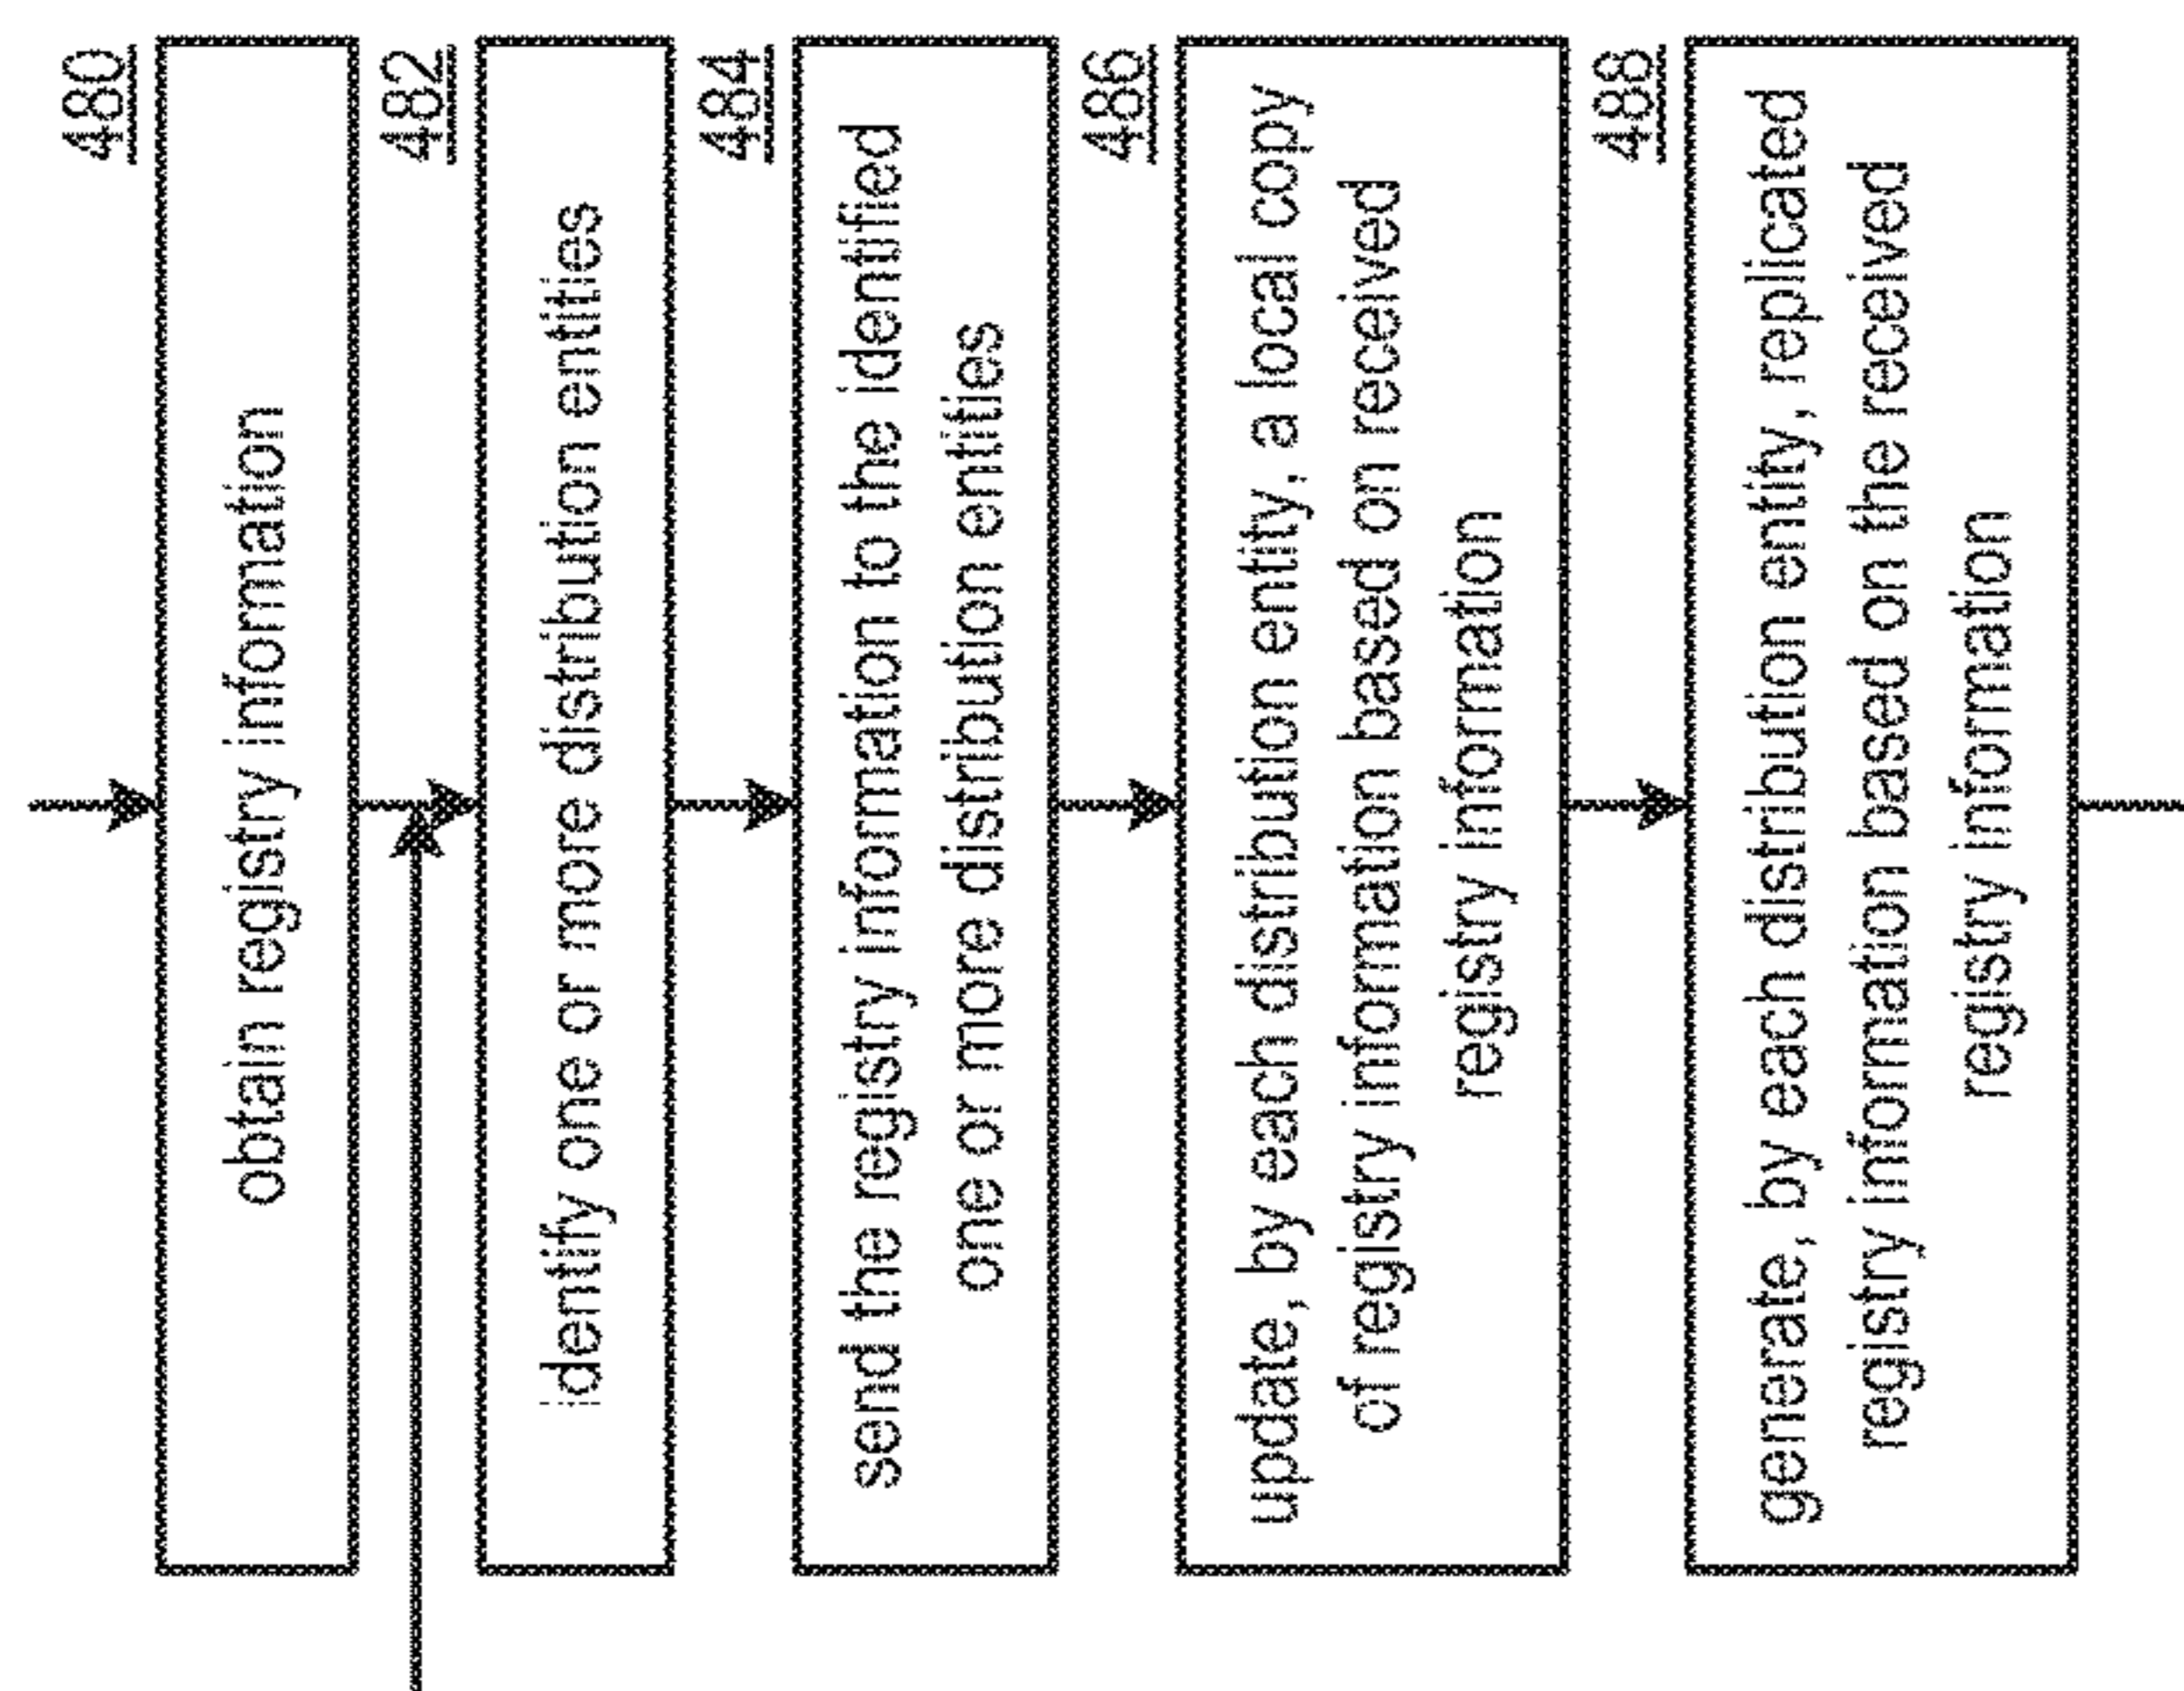 480
obtain registry information
482
identify one or more distribution entities
484
send the registry information to the identified
one or more distribution entities
486
update, by each distribution entity, a local copy
of registry information based on received
registry information
488
generate, by each distribution entity, replicated
registry information based on the received
registry information